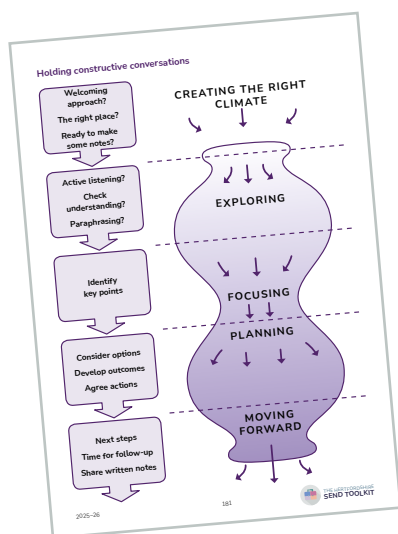 Holding constructive conversations
Welcoming
approach?
The right place?
Ready to make
some notes?
Active listening?
Check
understanding?
Paraphrasing?
Identify
key points
Consider options
Develop outcomes
Agree actions
Next steps
Time for follow-up
Share written notes
CREATING THE RIGHT
CLIMATE
EXPLORING
FOCUSING
PLANNING
MOVING
FORWARD
2025–26
181
THE HERTFORDSHIRE
SEND TOOLKIT